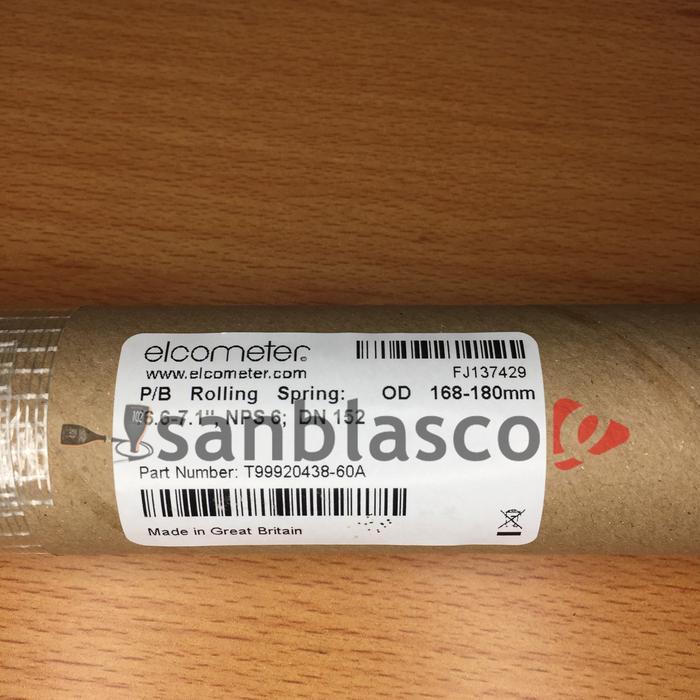 elcometer
www.elcometer.com
FJ137429
P/B Rolling Spring: OD 168-180mm
6.6-7.1", NPS 6; DN 152
sanblasco
Part Number: T99920438-60A
Made in Great Britain